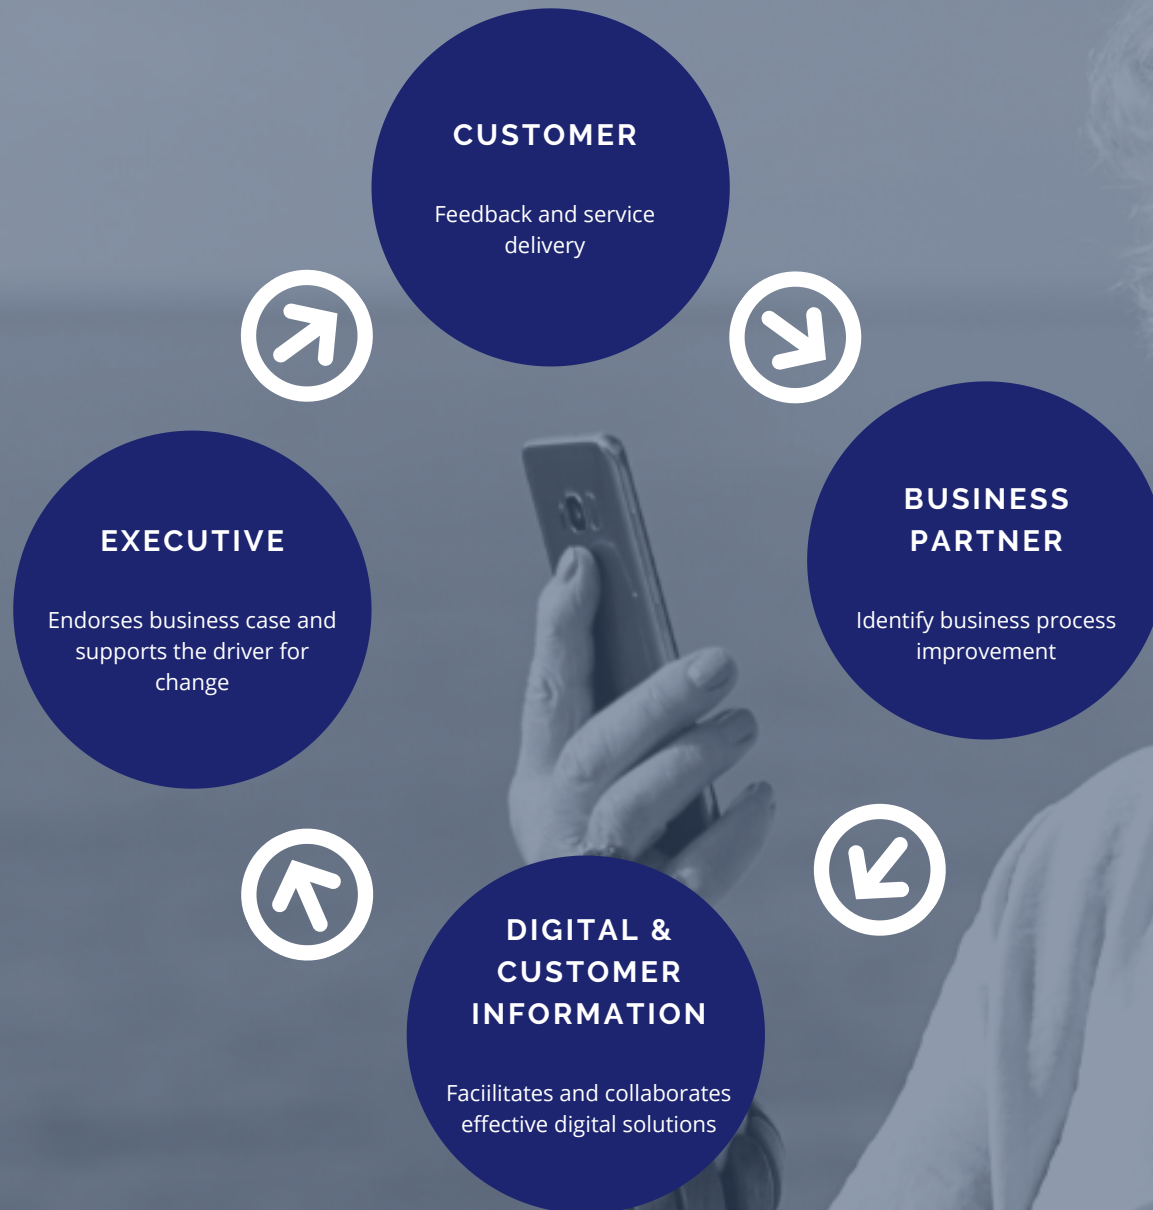 CUSTOMER
Feedback and service
delivery
BUSINESS
PARTNER
Identify business process
improvement
DIGITAL &
CUSTOMER
INFORMATION
Faciilitates and collaborates
effective digital solutions
EXECUTIVE
Endorses business case and
supports the driver for
change